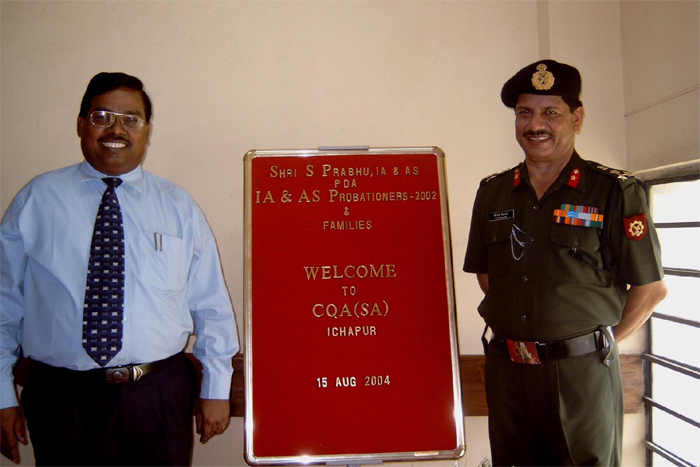 SHRI S PRABHU, IA & AS
PDA
IA & AS PROBATIONERS-2002
&
FAMILIES
WELCOME
TO
CQA(SA)
ICHAPUR
15 AUG 2004